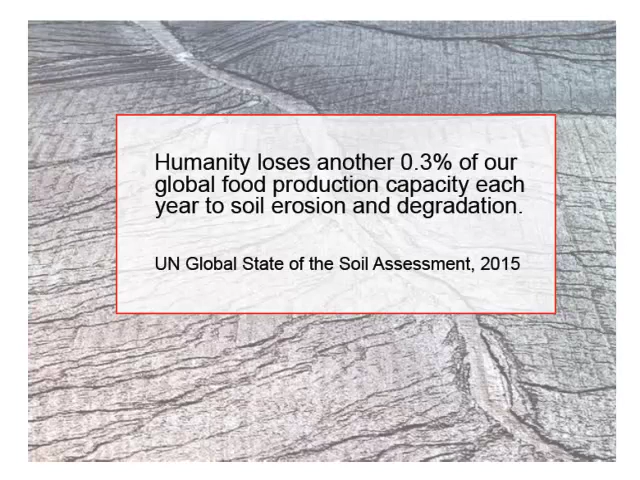 Humanity loses another 0.3% of our
global food production capacity each
year to soil erosion and degradation.
UN Global State of the Soil Assessment, 2015